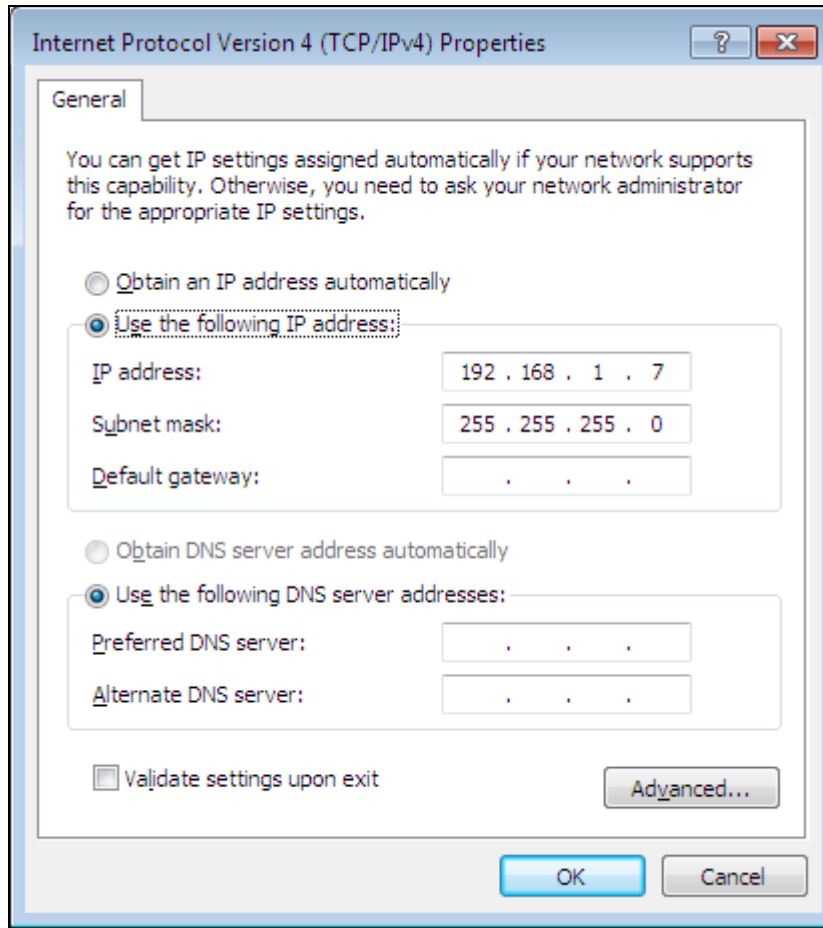 Internet Protocol Version 4 (TCP/IPv4) Properties
?
General
You can get IP settings assigned automatically if your network supports
this capability. Otherwise, you need to ask your network administrator
for the appropriate IP settings.
Obtain an IP address automatically
Use the following IP address:
IP address: 192 . 168 . 1 . 7
Subnet mask: 255 . 255 . 255 . 0
Default gateway: . . .
Obtain DNS server address automatically
Use the following DNS server addresses:
Preferred DNS server: . . .
Alternate DNS server: . . .
Validate settings upon exit
Advanced...
OK Cancel